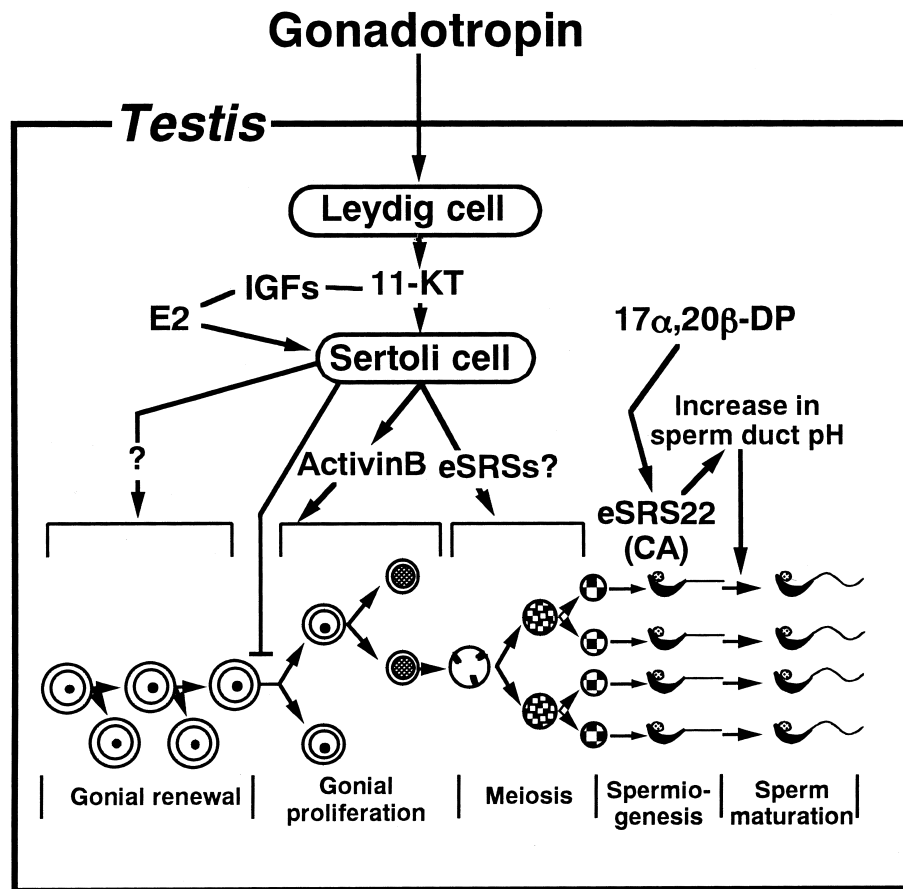 Gonadotropin
Testis
Leydig cell
IGFs
11-KT
E2
17α,20β-DP
Sertoli cell
Increase in
sperm duct pH
?
ActivinB
eSRSs?
eSRS22
(CA)
Gonial renewal
Gonial
proliferation
Meiosis
Spermio-
genesis
Sperm
maturation